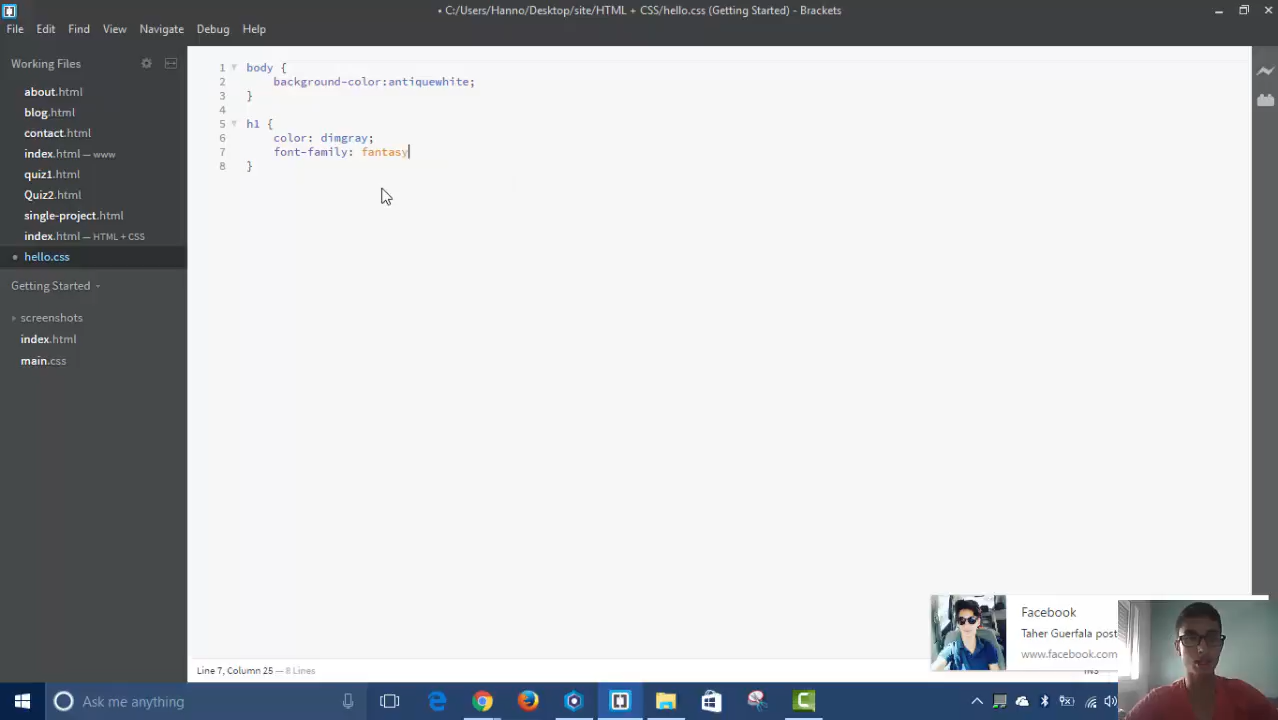 • C:/Users/Hanno/Desktop/site/HTML + CSS/hello.css (Getting Started) - Brackets
File Edit Find View Navigate Debug Help
Working Files
about.html
blog.html
contact.html
index.html — www
quiz1.html
Quiz2.html
single-project.html
index.html — HTML + CSS
• hello.css
Getting Started
screenshots
index.html
main.css
1 body {
2 background-color:antiquewhite;
3 }
4
5 h1 {
6 color: dimgray;
7 font-family: fantasy
8 }
Facebook
Taher Guerfala post
www.facebook.com
Line 7, Column 25 — 8 Lines
Ask me anything